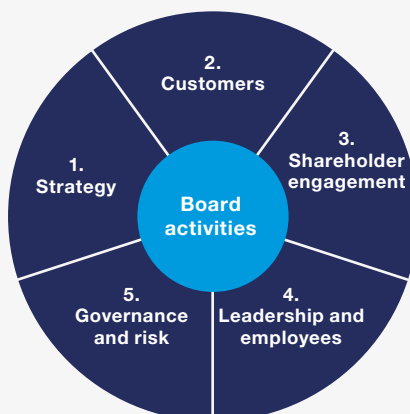 1.
Strategy
2.
Customers
3.
Shareholder
engagement
4.
Leadership and
employees
5.
Governance
and risk
Board
activities